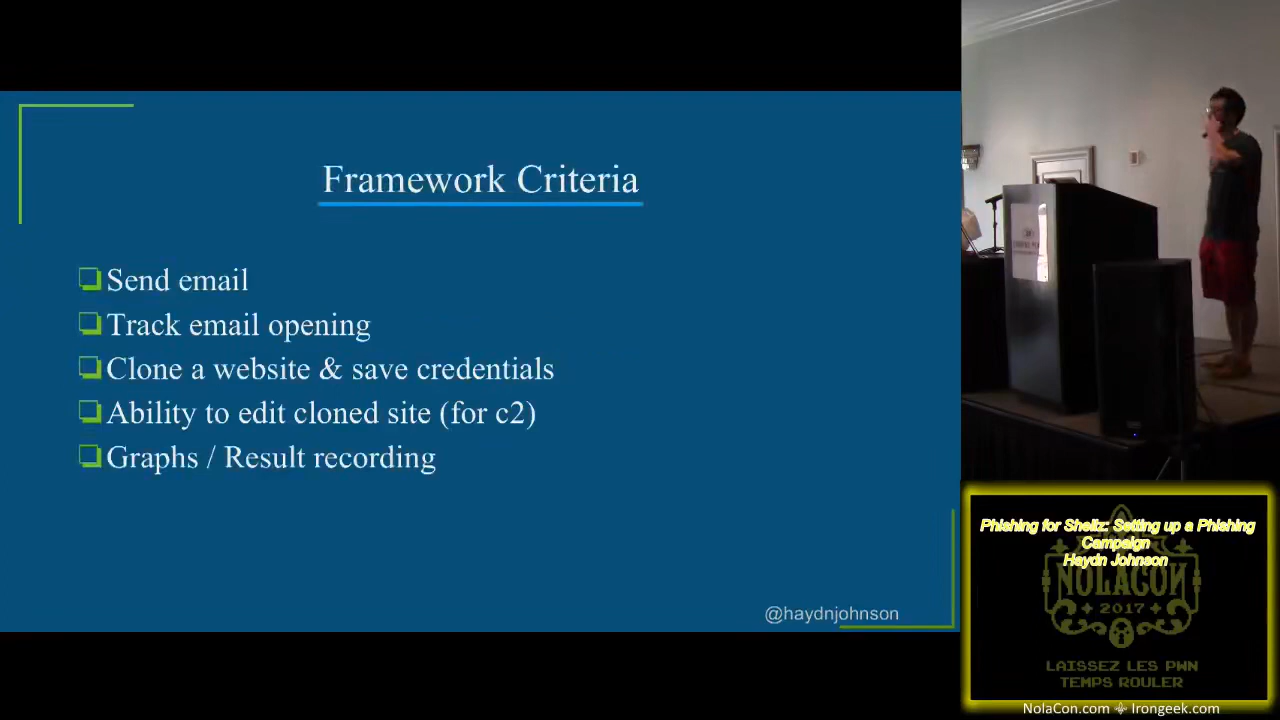 Framework Criteria
Send email
Track email opening
Clone a website & save credentials
Ability to edit cloned site (for c2)
Graphs / Result recording
@haydnjohnson
Phishing for Shellz: Setting up a Phishing
Campaign
Haydn Johnson
NOLACON
2017
LAISSEZ LES PWN
TEMPS ROULER
NolaCon.com ⚜ Irongeek.com